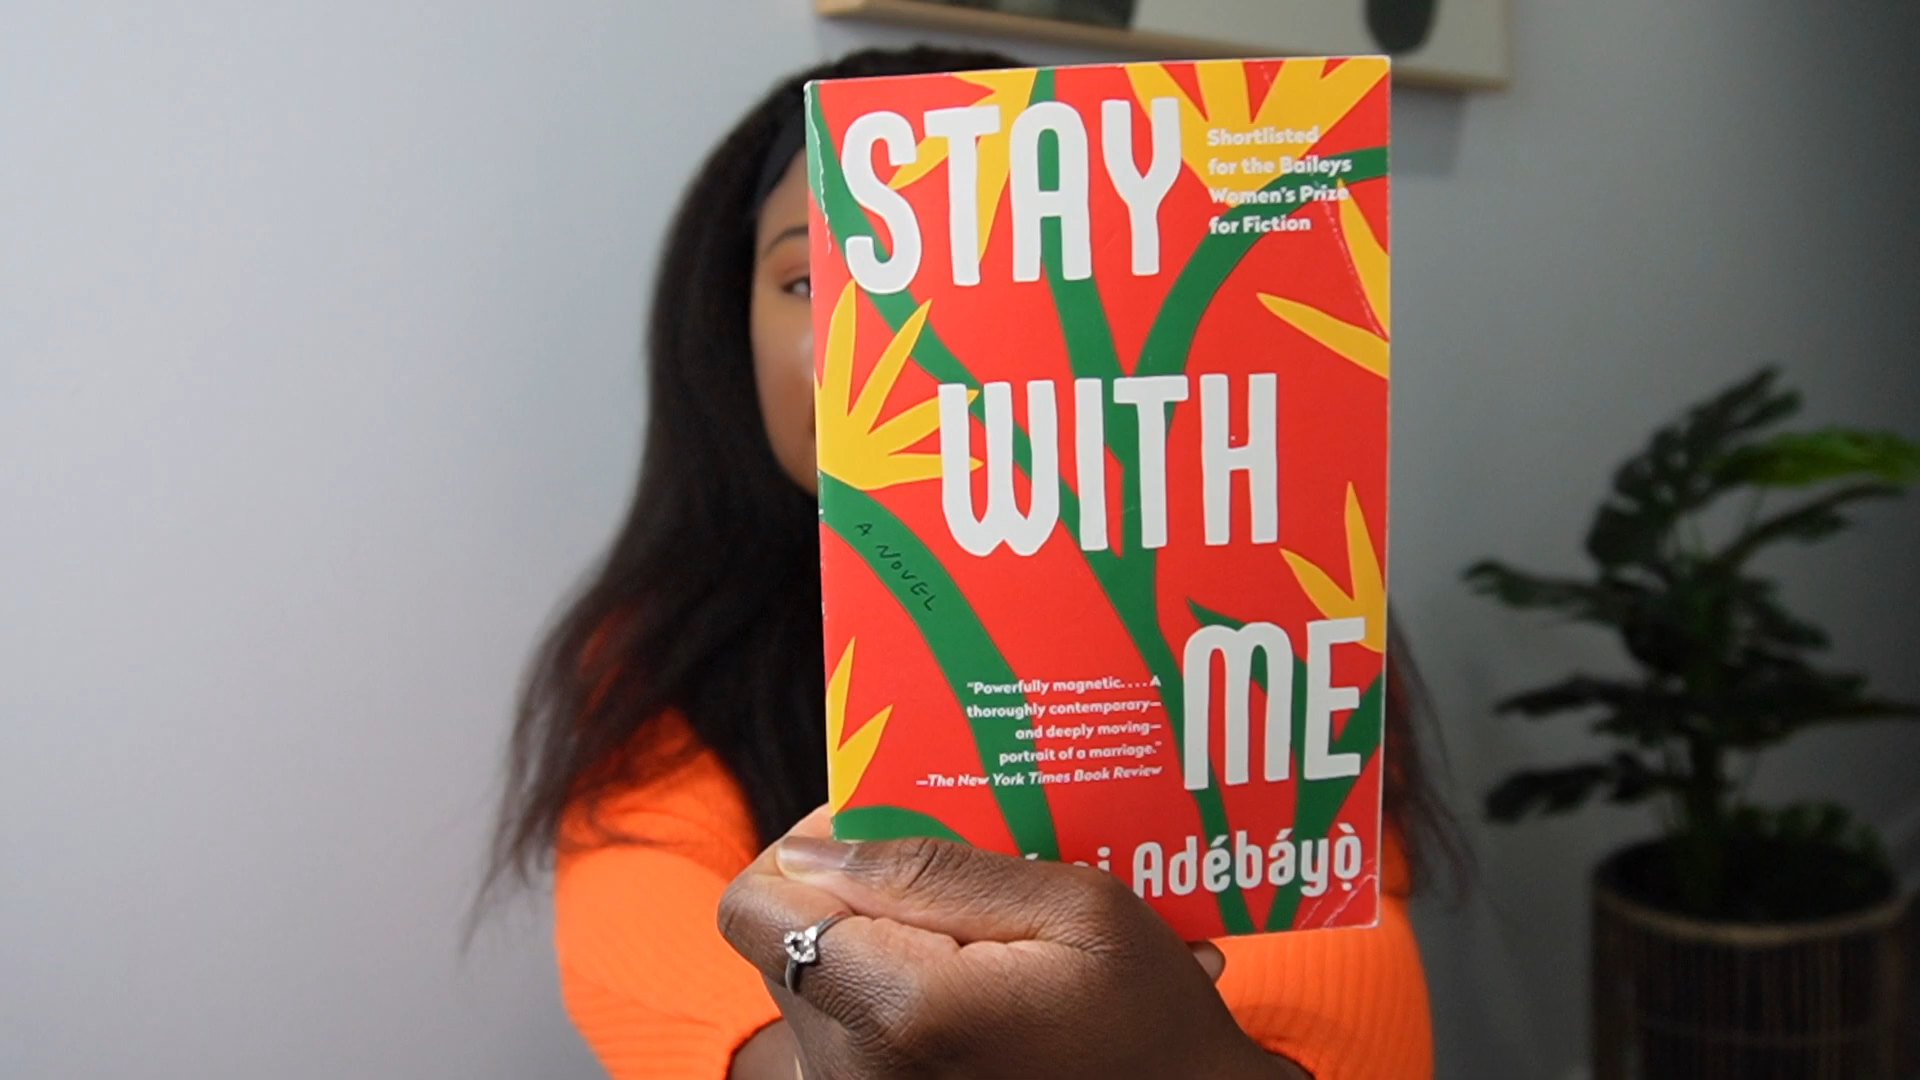 STAY
Shortlisted
for the Baileys
Women's Prize
for Fiction
WITH
A NOVEL
ME
"Powerfully magnetic.... A
thoroughly contemporary—
and deeply moving—
portrait of a marriage."
—The New York Times Book Review
Adébáyọ̀